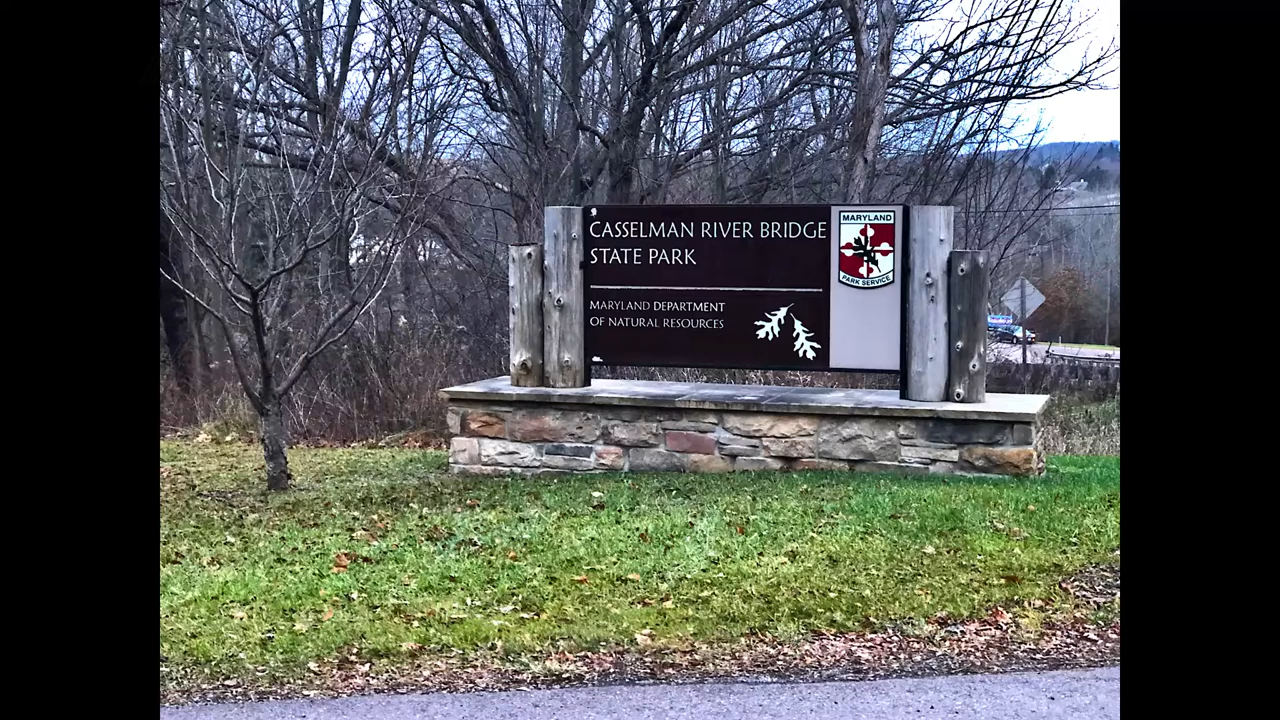 CASSELMAN RIVER BRIDGE
STATE PARK
MARYLAND DEPARTMENT
OF NATURAL RESOURCES
MARYLAND
PARK SERVICE